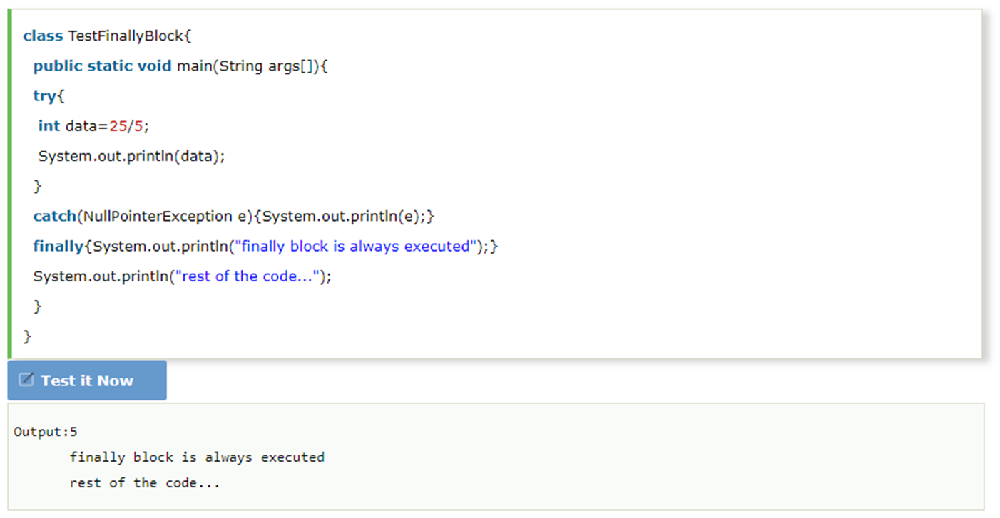 class TestFinallyBlock{
public static void main(String args[]){
try{
int data=25/5;
System.out.println(data);
}
catch(NullPointerException e){System.out.println(e);}
finally{System.out.println("finally block is always executed");}
System.out.println("rest of the code...");
}
}
Test it Now
Output:5
finally block is always executed
rest of the code...